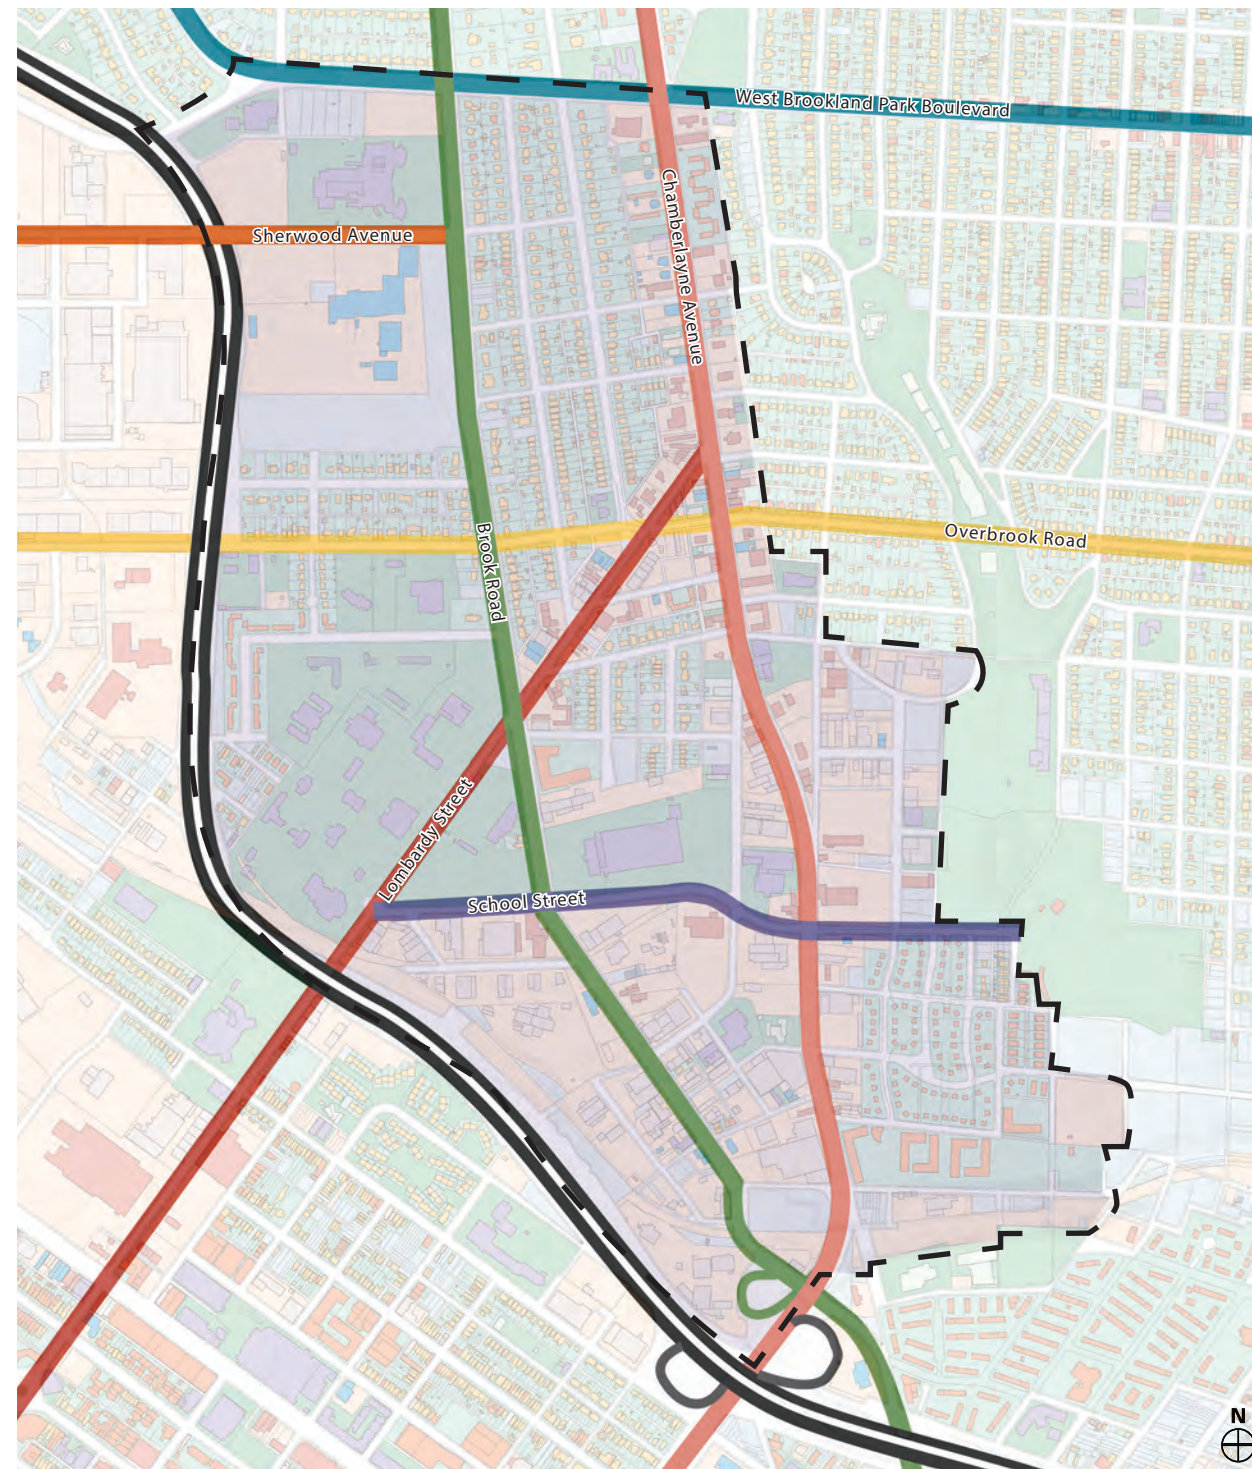 West Brookland Park Boulevard
Chamberlayne Avenue
Sherwood Avenue
Brook Road
Overbrook Road
Lombardy Street
School Street
N